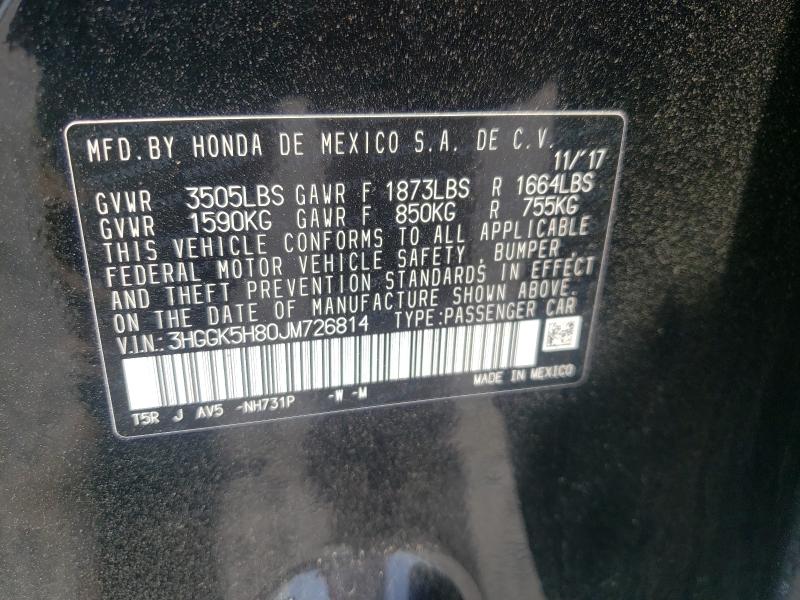 MFD. BY HONDA DE MEXICO S.A. DE C.V.
11/'17
GVWR 3505LBS GAWR F 1873LBS R 1664LBS
GVWR 1590KG GAWR F 850KG R 755KG
THIS VEHICLE CONFORMS TO ALL APPLICABLE
FEDERAL MOTOR VEHICLE SAFETY, BUMPER,
AND THEFT PREVENTION STANDARDS IN EFFECT
ON THE DATE OF MANUFACTURE SHOWN ABOVE.
V.I.N.: 3HGGK5H80JM726814 TYPE:PASSENGER CAR
MADE IN MEXICO
T5R J AV5 -NH731P -W -M